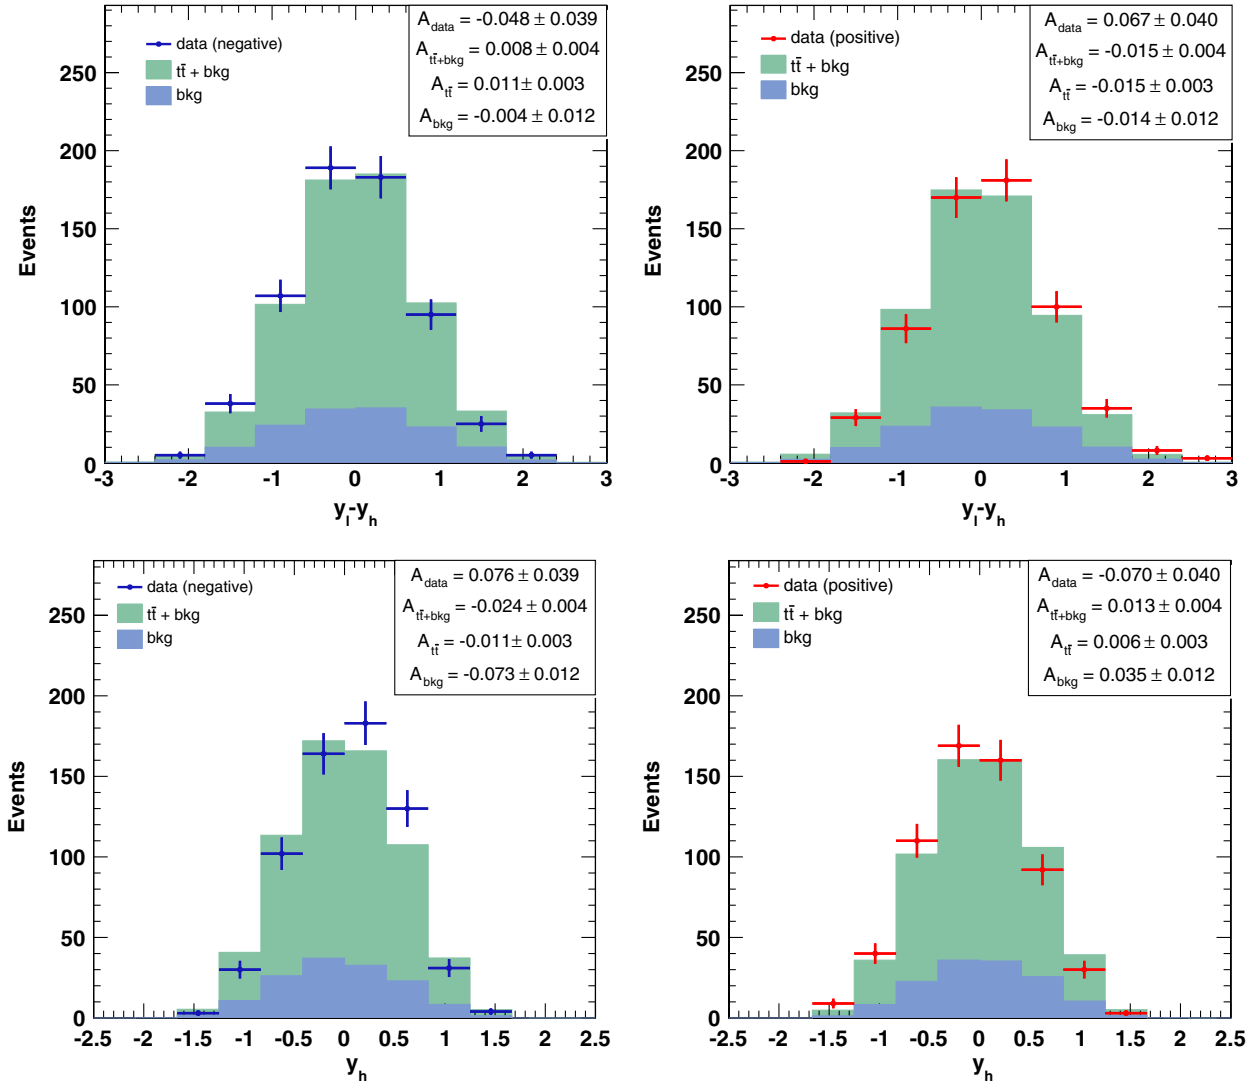 A_data = -0.048 ± 0.039
A_tt̄+bkg = 0.008 ± 0.004
A_tt̄ = 0.011± 0.003
A_bkg = -0.004 ± 0.012
data (negative)
tt̄ + bkg
bkg
Events
250
200
150
100
50
0
-3 -2 -1 0 1 2 3
y_l-y_h
A_data = 0.067 ± 0.040
A_tt̄+bkg = -0.015 ± 0.004
A_tt̄ = -0.015 ± 0.003
A_bkg = -0.014 ± 0.012
data (positive)
tt̄ + bkg
bkg
Events
250
200
150
100
50
0
-3 -2 -1 0 1 2 3
y_l-y_h
A_data = 0.076 ± 0.039
A_tt̄+bkg = -0.024 ± 0.004
A_tt̄ = -0.011± 0.003
A_bkg = -0.073 ± 0.012
data (negative)
tt̄ + bkg
bkg
Events
250
200
150
100
50
0
-2.5 -2 -1.5 -1 -0.5 0 0.5 1 1.5 2 2.5
y_h
A_data = -0.070 ± 0.040
A_tt̄+bkg = 0.013 ± 0.004
A_tt̄ = 0.006 ± 0.003
A_bkg = 0.035 ± 0.012
data (positive)
tt̄ + bkg
bkg
Events
250
200
150
100
50
0
-2.5 -2 -1.5 -1 -0.5 0 0.5 1 1.5 2 2.5
y_h